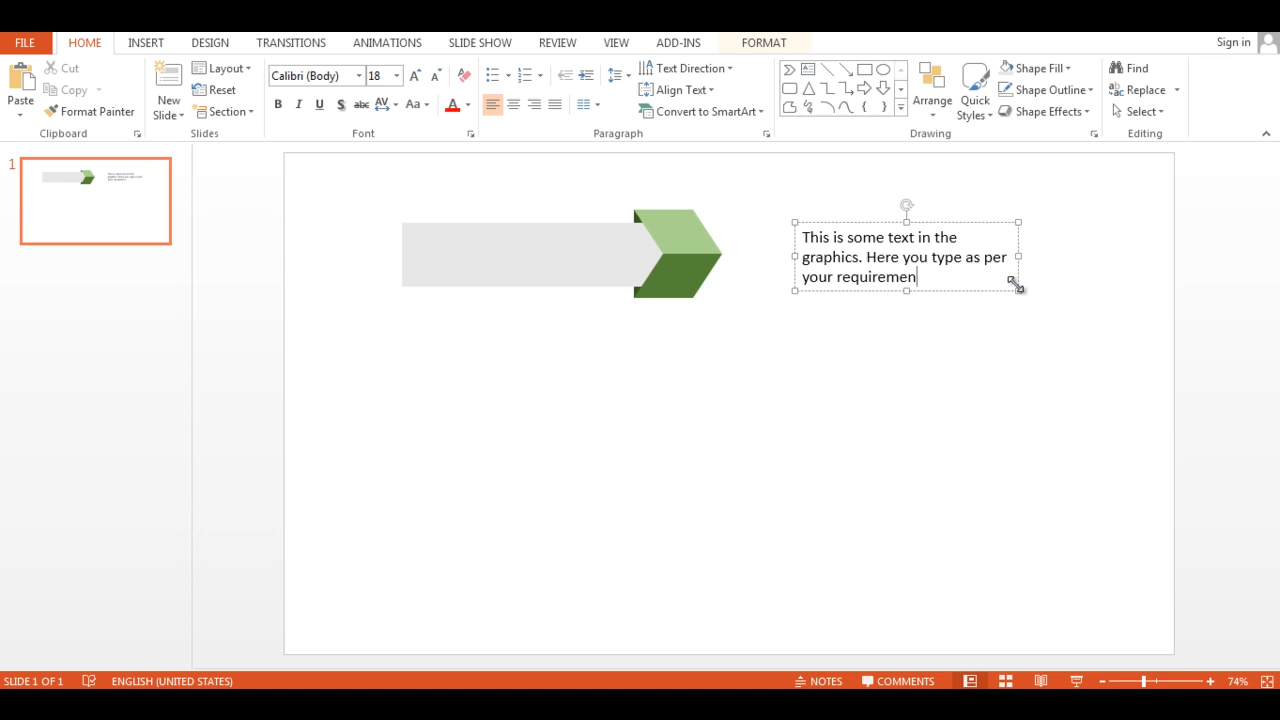 FILE HOME INSERT DESIGN TRANSITIONS ANIMATIONS SLIDE SHOW REVIEW VIEW ADD-INS FORMAT Sign in
Cut
Copy
Format Painter
Paste
Clipboard
New
Slide
Layout
Reset
Section
Slides
Calibri (Body) 18
B I U S abc AV Aa A
Font
Text Direction
Align Text
Convert to SmartArt
Paragraph
Arrange
Quick
Styles
Shape Fill
Shape Outline
Shape Effects
Drawing
Find
Replace
Select
Editing
1
This is some text in the
graphics. Here you type as per
your requiremen
SLIDE 1 OF 1 ENGLISH (UNITED STATES) NOTES COMMENTS 74%